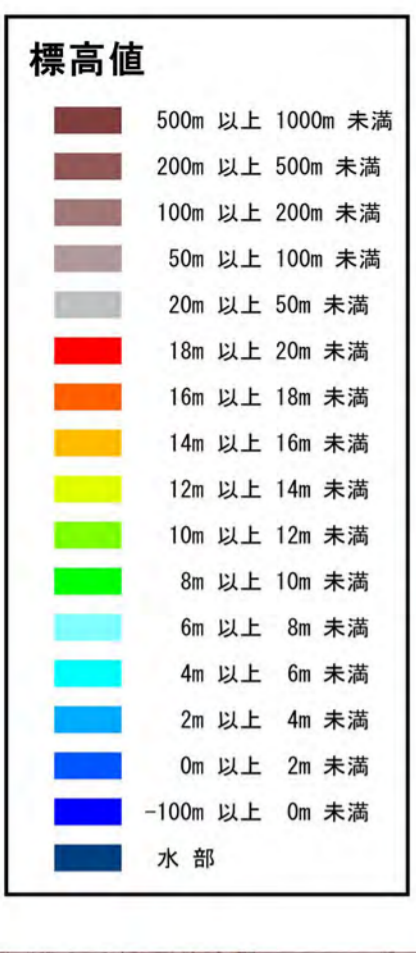 標高値
500m 以上 1000m 未満
200m 以上 500m 未満
100m 以上 200m 未満
50m 以上 100m 未満
20m 以上 50m 未満
18m 以上 20m 未満
16m 以上 18m 未満
14m 以上 16m 未満
12m 以上 14m 未満
10m 以上 12m 未満
8m 以上 10m 未満
6m 以上 8m 未満
4m 以上 6m 未満
2m 以上 4m 未満
0m 以上 2m 未満
-100m 以上 0m 未満
水 部